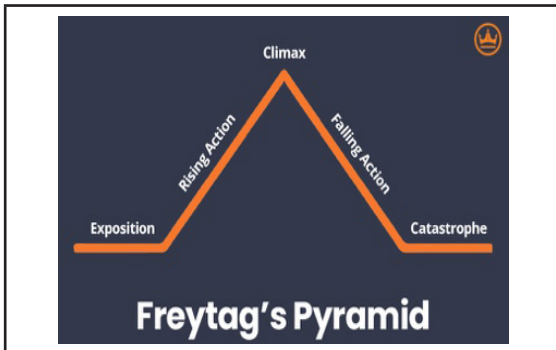 Climax
Rising Action
Falling Action
Exposition
Catastrophe
Freytag's Pyramid